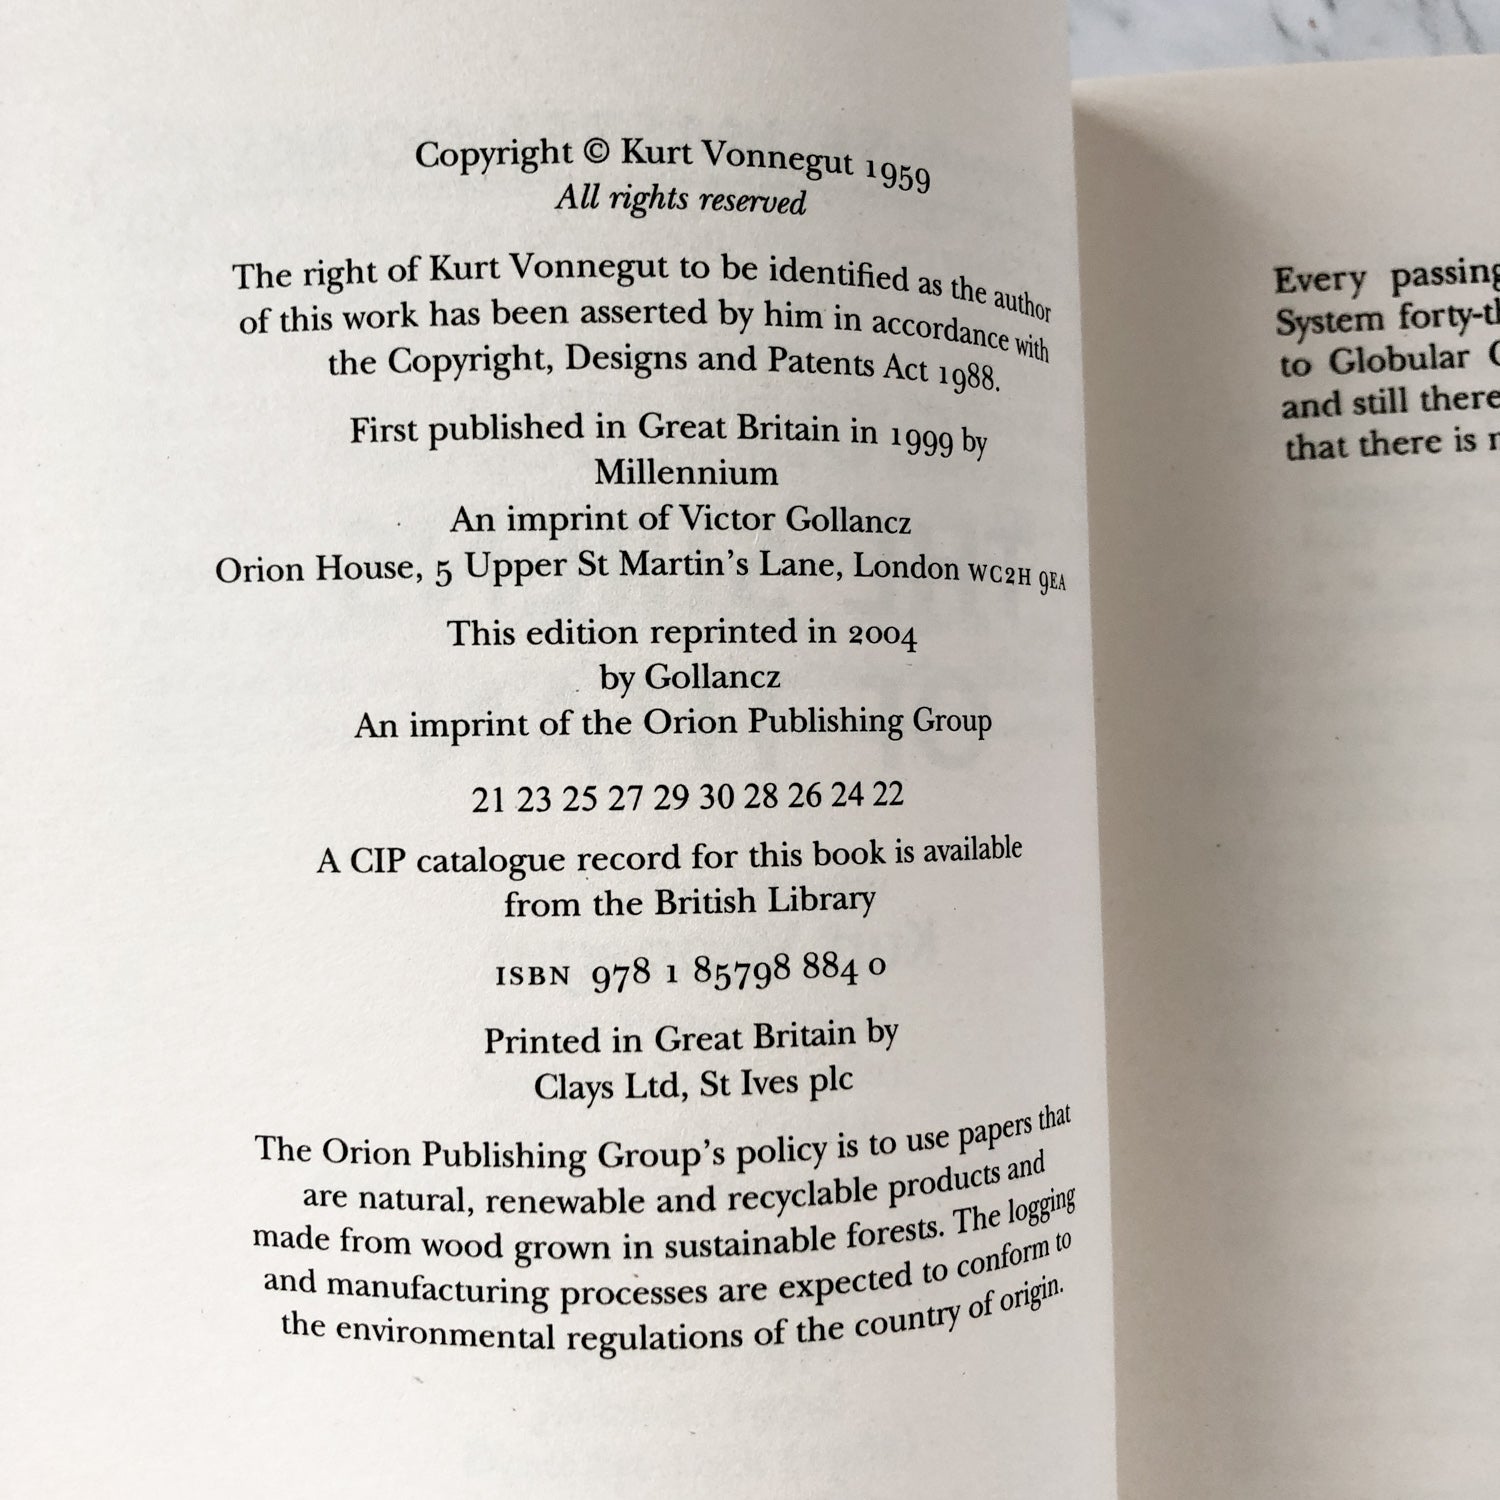 Copyright © Kurt Vonnegut 1959
All rights reserved
The right of Kurt Vonnegut to be identified as the author
of this work has been asserted by him in accordance with
the Copyright, Designs and Patents Act 1988.
First published in Great Britain in 1999 by
Millennium
An imprint of Victor Gollancz
Orion House, 5 Upper St Martin's Lane, London WC2H 9EA
This edition reprinted in 2004
by Gollancz
An imprint of the Orion Publishing Group
21 23 25 27 29 30 28 26 24 22
A CIP catalogue record for this book is available
from the British Library
ISBN 978 1 85798 884 0
Printed in Great Britain by
Clays Ltd, St Ives plc
The Orion Publishing Group's policy is to use papers that
are natural, renewable and recyclable products and
made from wood grown in sustainable forests. The logging
and manufacturing processes are expected to conform to
the environmental regulations of the country of origin.
Every passing
System
to Globular
and still there
that there is